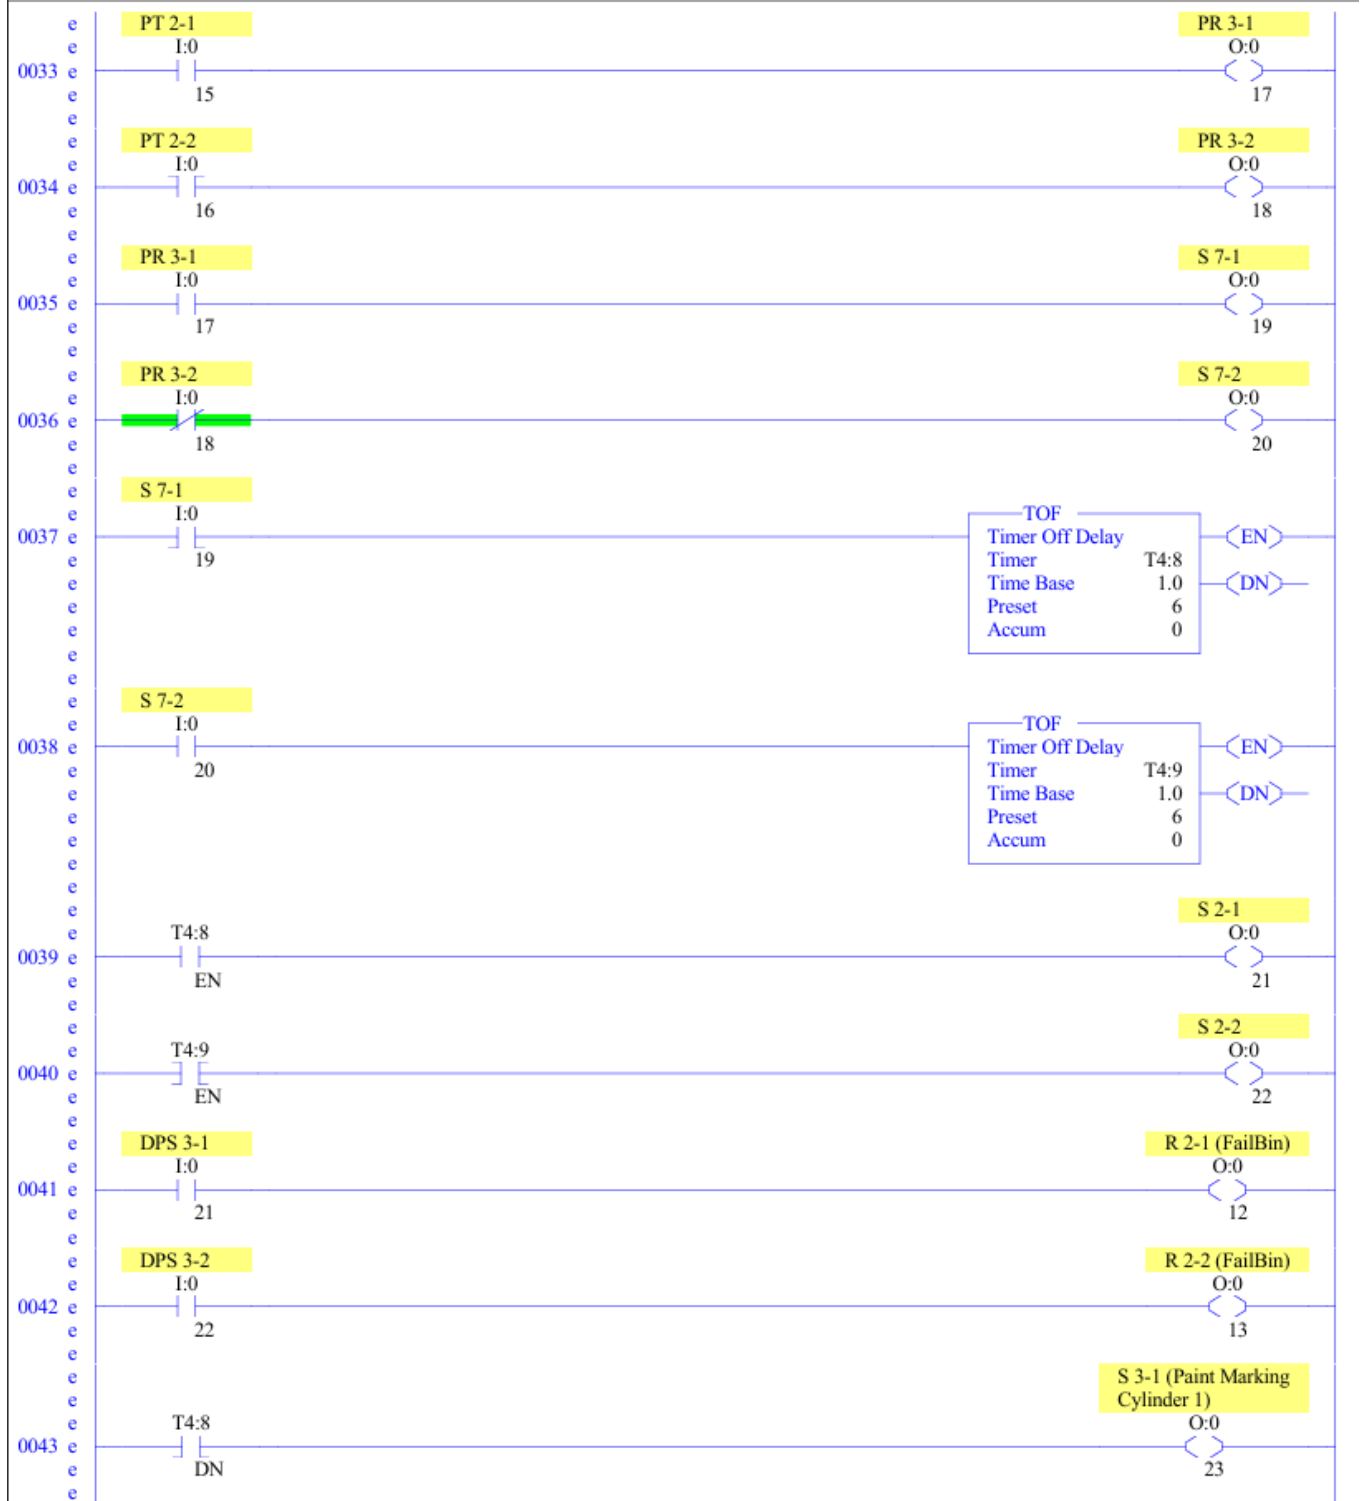 e PT 2-1 PR 3-1
e I:0 O:0
0033 e
e 15 17
e
e PT 2-2 PR 3-2
e I:0 O:0
0034 e
e 16 18
e
e PR 3-1 S 7-1
e I:0 O:0
0035 e
e 17 19
e
e PR 3-2 S 7-2
e I:0 O:0
0036 e
e 18 20
e
e S 7-1
e I:0 TOF
0037 e Timer Off Delay EN
e 19 Timer T4:8
e Time Base 1.0 DN
e Preset 6
e Accum 0
e
e
e S 7-2
e I:0 TOF
0038 e Timer Off Delay EN
e 20 Timer T4:9
e Time Base 1.0 DN
e Preset 6
e Accum 0
e
e
e S 2-1
e T4:8 O:0
0039 e
e EN 21
e
e S 2-2
e T4:9 O:0
0040 e
e EN 22
e
e DPS 3-1 R 2-1 (FailBin)
e I:0 O:0
0041 e
e 21 12
e
e DPS 3-2 R 2-2 (FailBin)
e I:0 O:0
0042 e
e 22 13
e
e S 3-1 (Paint Marking
e Cylinder 1)
e T4:8 O:0
0043 e
e DN 23
e